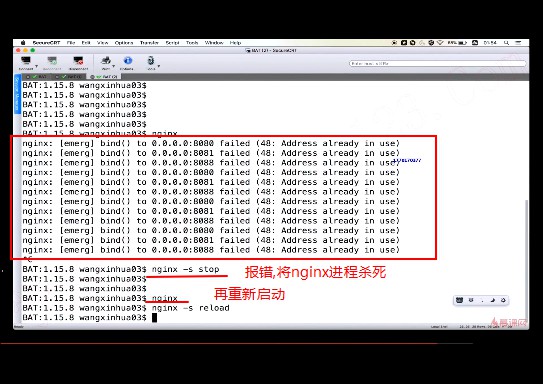 SecureCRT File Edit View Options Transfer Script Tools Window Help 01:54
BAT (2) - SecureCRT
BAT:1.15.8 wangxinhua03$
BAT:1.15.8 wangxinhua03$
BAT:1.15.8 wangxinhua03$
BAT:1.15.8 wangxinhua03$
BAT:1.15.8 wangxinhua03$ nginx
nginx: [emerg] bind() to 0.0.0.0:8080 failed (48: Address already in use)
nginx: [emerg] bind() to 0.0.0.0:8081 failed (48: Address already in use)
nginx: [emerg] bind() to 0.0.0.0:8088 failed (48: Address already in use)
nginx: [emerg] bind() to 0.0.0.0:8080 failed (48: Address already in use)
nginx: [emerg] bind() to 0.0.0.0:8081 failed (48: Address already in use)
nginx: [emerg] bind() to 0.0.0.0:8088 failed (48: Address already in use)
nginx: [emerg] bind() to 0.0.0.0:8080 failed (48: Address already in use)
nginx: [emerg] bind() to 0.0.0.0:8081 failed (48: Address already in use)
nginx: [emerg] bind() to 0.0.0.0:8088 failed (48: Address already in use)
nginx: [emerg] bind() to 0.0.0.0:8080 failed (48: Address already in use)
nginx: [emerg] bind() to 0.0.0.0:8081 failed (48: Address already in use)
nginx: [emerg] bind() to 0.0.0.0:8088 failed (48: Address already in use)
^C
BAT:1.15.8 wangxinhua03$ nginx -s stop 报错,将nginx进程杀死
BAT:1.15.8 wangxinhua03$
BAT:1.15.8 wangxinhua03$ nginx 再重新启动
BAT:1.15.8 wangxinhua03$ nginx -s reload
BAT:1.15.8 wangxinhua03$